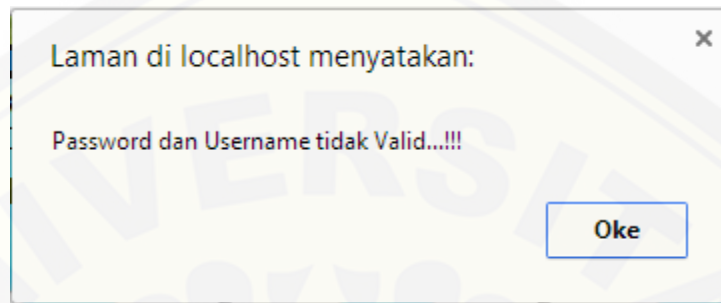 Laman di localhost menyatakan:
Password dan Username tidak Valid...!!!
Oke